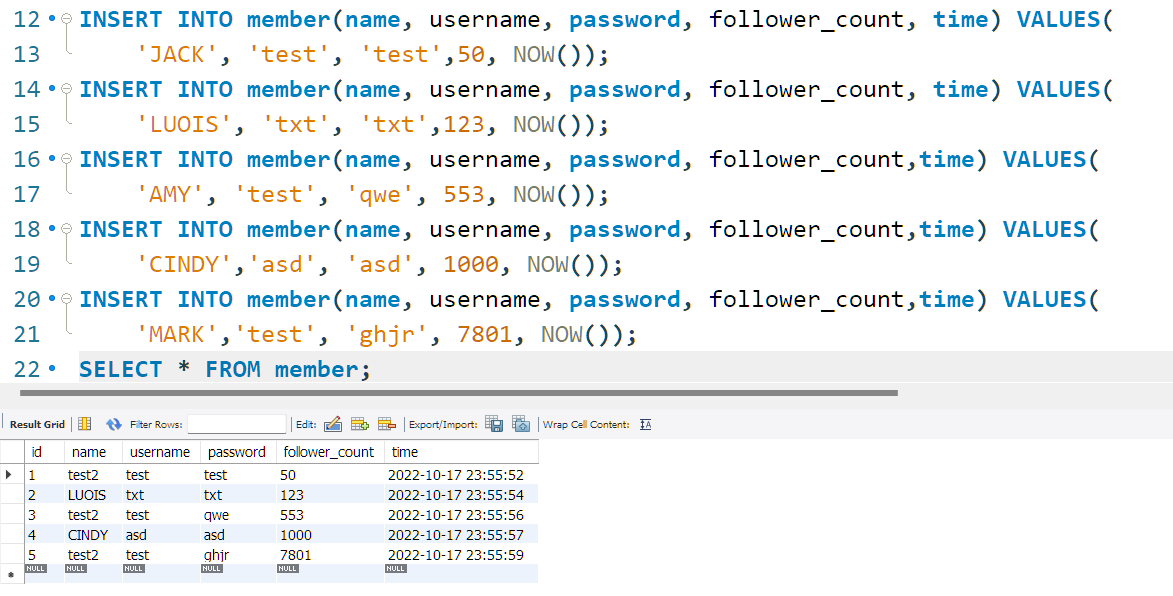 12 INSERT INTO member(name, username, password, follower_count, time) VALUES(
13 'JACK', 'test', 'test',50, NOW());
14 INSERT INTO member(name, username, password, follower_count, time) VALUES(
15 'LUOIS', 'txt', 'txt',123, NOW());
16 INSERT INTO member(name, username, password, follower_count,time) VALUES(
17 'AMY', 'test', 'qwe', 553, NOW());
18 INSERT INTO member(name, username, password, follower_count,time) VALUES(
19 'CINDY','asd', 'asd', 1000, NOW());
20 INSERT INTO member(name, username, password, follower_count,time) VALUES(
21 'MARK','test', 'ghjr', 7801, NOW());
22 SELECT * FROM member;
Result Grid Filter Rows: Edit: Export/Import: Wrap Cell Content: IA
id name username password follower_count time
1 test2 test test 50 2022-10-17 23:55:52
2 LUOIS txt txt 123 2022-10-17 23:55:54
3 test2 test qwe 553 2022-10-17 23:55:56
4 CINDY asd asd 1000 2022-10-17 23:55:57
5 test2 test ghjr 7801 2022-10-17 23:55:59
NULL NULL NULL NULL NULL NULL